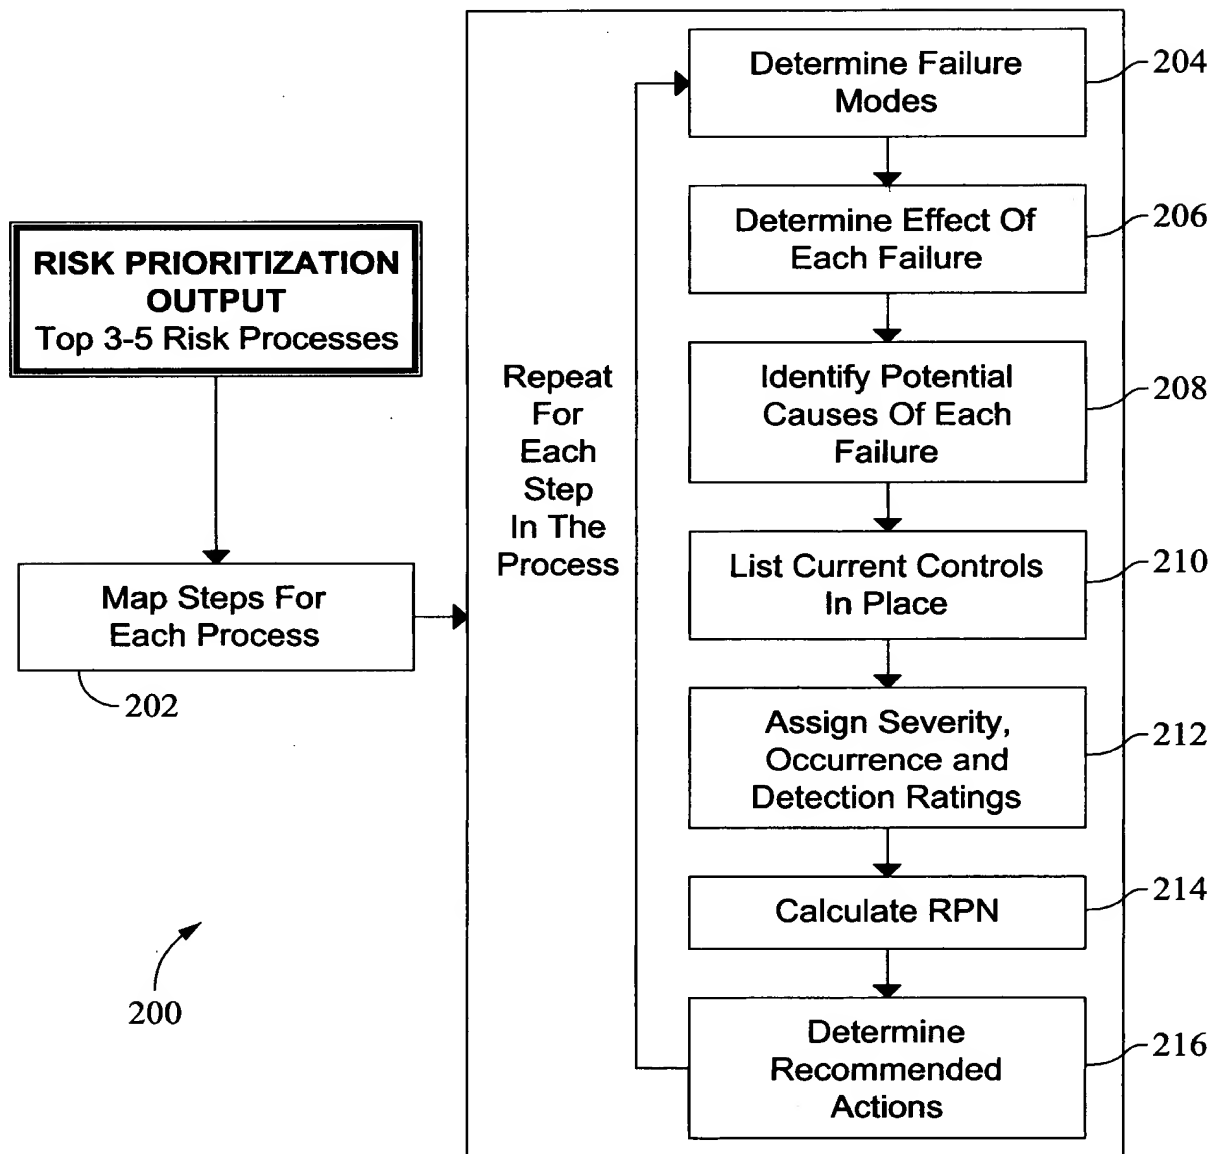 RISK PRIORITIZATION
OUTPUT
Top 3-5 Risk Processes
Map Steps For
Each Process
202
200
Repeat
For
Each
Step
In The
Process
Determine Failure
Modes
204
Determine Effect Of
Each Failure
206
Identify Potential
Causes Of Each
Failure
208
List Current Controls
In Place
210
Assign Severity,
Occurrence and
Detection Ratings
212
Calculate RPN
214
Determine
Recommended
Actions
216